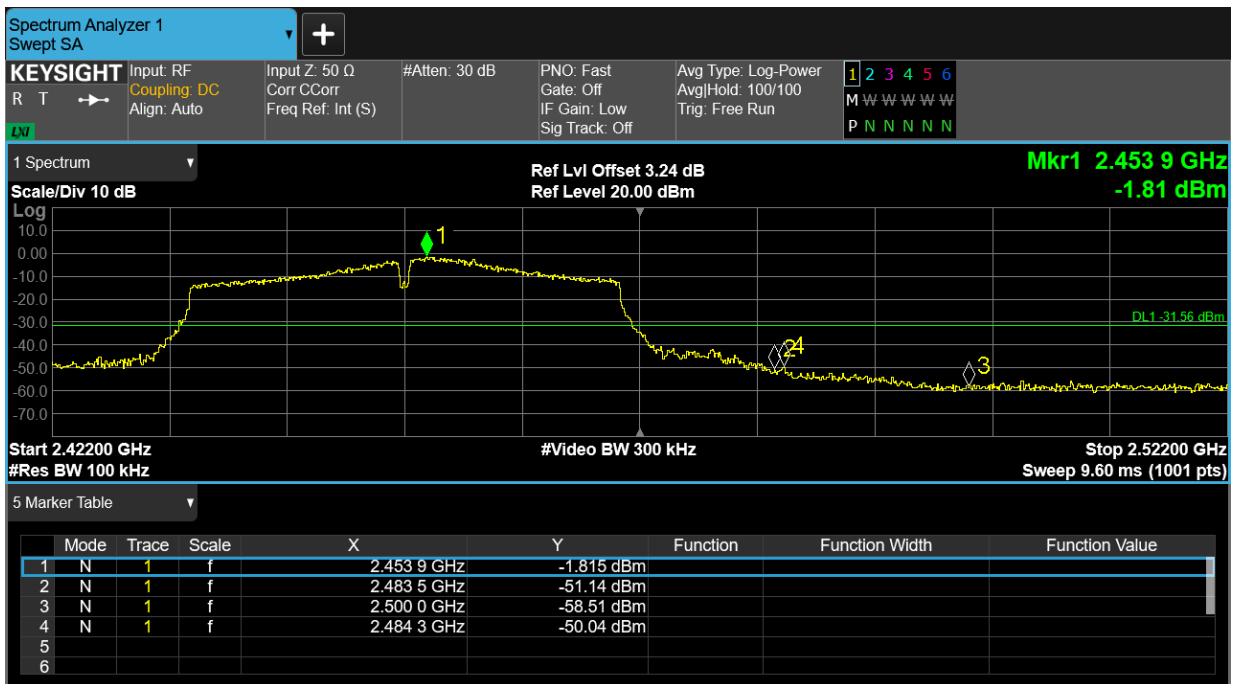 Spectrum Analyzer 1
Swept SA
+
KEYSIGHT Input: RF Input Z: 50 Ω #Atten: 30 dB PNO: Fast Avg Type: Log-Power 1 2 3 4 5 6
R T Coupling: DC Corr CCorr Gate: Off Avg|Hold: 100/100 M W W W W W
Align: Auto Freq Ref: Int (S) IF Gain: Low Trig: Free Run
LXI Sig Track: Off P N N N N N
1 Spectrum
Ref Lvl Offset 3.24 dB Mkr1 2.453 9 GHz
Scale/Div 10 dB Ref Level 20.00 dBm -1.81 dBm
Log
10.0
1
0.00
-10.0
-20.0
-30.0
DL1 -31.56 dBm
-40.0
2 4
-50.0
3
-60.0
-70.0
Start 2.42200 GHz #Video BW 300 kHz Stop 2.52200 GHz
#Res BW 100 kHz Sweep 9.60 ms (1001 pts)
5 Marker Table
Mode Trace Scale X Y Function Function Width Function Value
1 N 1 f 2.453 9 GHz -1.815 dBm
2 N 1 f 2.483 5 GHz -51.14 dBm
3 N 1 f 2.500 0 GHz -58.51 dBm
4 N 1 f 2.484 3 GHz -50.04 dBm
5
6